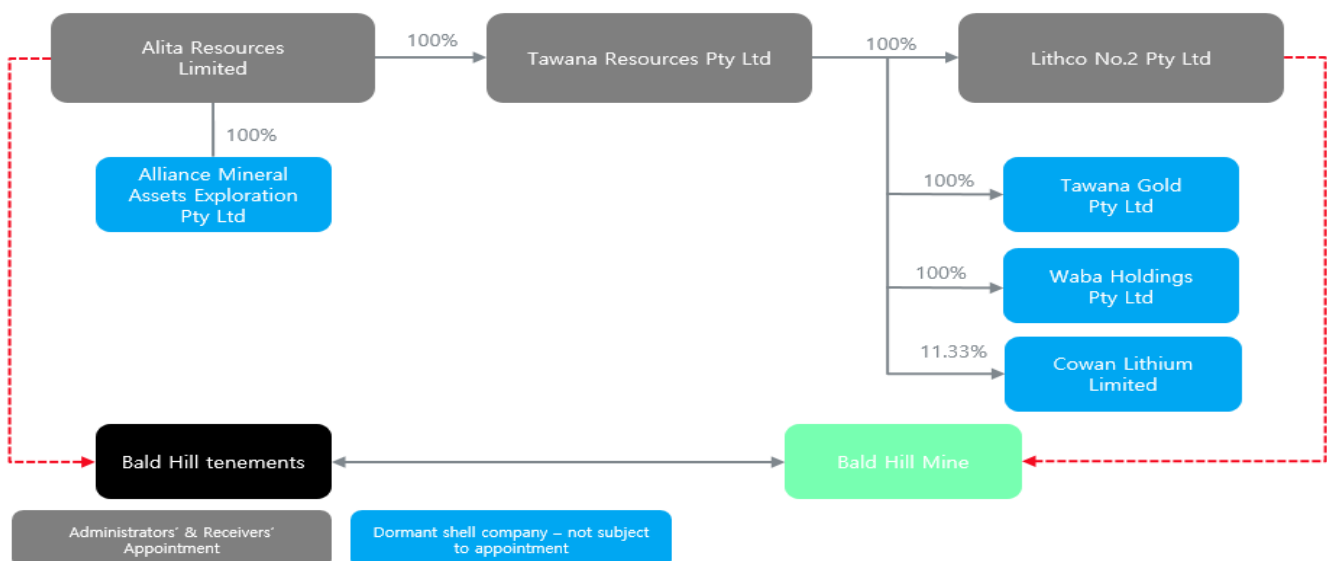 Alita Resources
Limited
100%
Tawana Resources Pty Ltd
100%
Lithco No.2 Pty Ltd
100%
Alliance Mineral
Assets Exploration
Pty Ltd
100%
Tawana Gold
Pty Ltd
100%
Waba Holdings
Pty Ltd
11.33%
Cowan Lithium
Limited
Bald Hill tenements
Bald Hill Mine
Administrators' & Receivers'
Appointment
Dormant shell company – not subject
to appointment